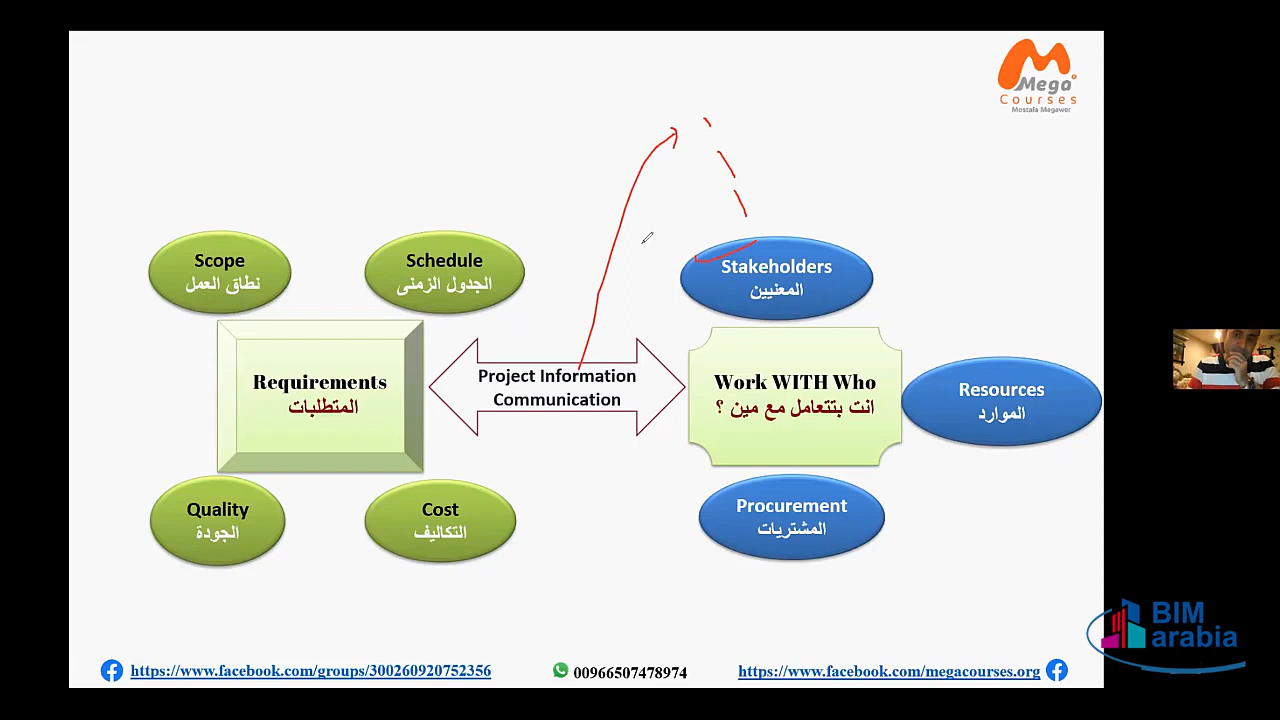 Mega
Courses
Mostafa Megawer
Scope
نطاق العمل
Schedule
الجدول الزمنى
Stakeholders
المعنيين
Requirements
المتطلبات
Project Information
Communication
Work WITH Who
انت بتتعامل مع مين ؟
Resources
الموارد
Quality
الجودة
Cost
التكاليف
Procurement
المشتريات
BIM
arabia
https://www.facebook.com/groups/300260920752356
00966507478974
https://www.facebook.com/megacourses.org